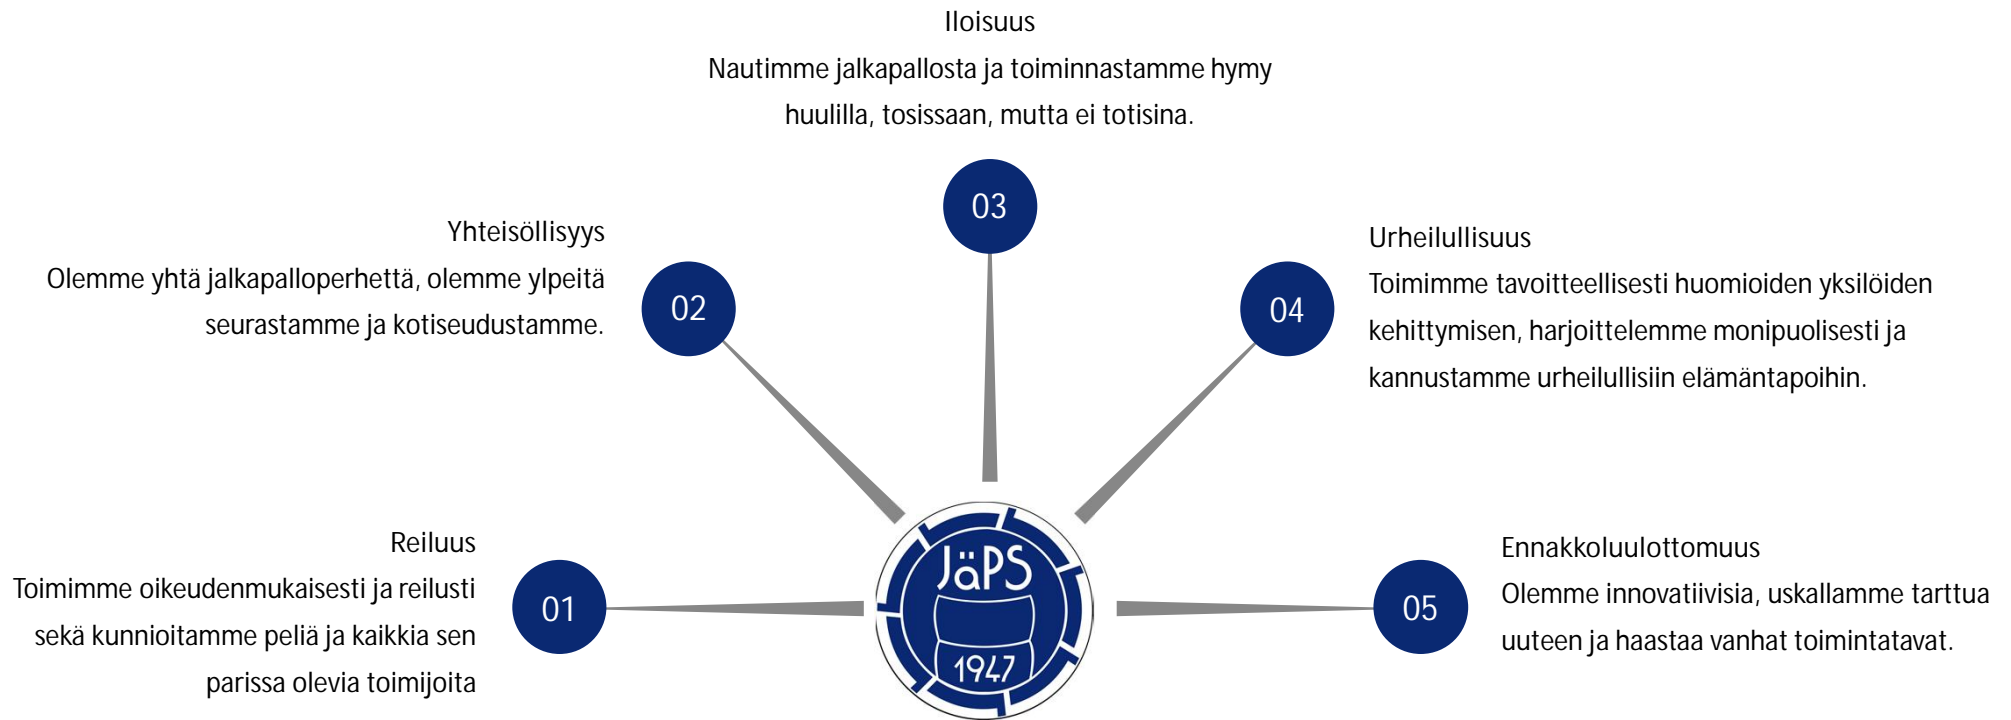 Iloisuus
Nautimme jalkapallosta ja toiminnastamme hymy
huulilla, tosissaan, mutta ei totisina.
03
Yhteisöllisyys
Olemme yhtä jalkapalloperhettä, olemme ylpeitä
seurastamme ja kotiseudustamme.
02
Urheilullisuus
Toimimme tavoitteellisesti huomioiden yksilöiden
kehittymisen, harjoittelemme monipuolisesti ja
kannustamme urheilullisiin elämäntapoihin.
04
Reiluus
Toimimme oikeudenmukaisesti ja reilusti
sekä kunnioitamme peliä ja kaikkia sen
parissa olevia toimijoita
01
JäPS
1947
Ennakkoluulottomuus
Olemme innovatiivisia, uskallamme tarttua
uuteen ja haastaa vanhat toimintatavat.
05